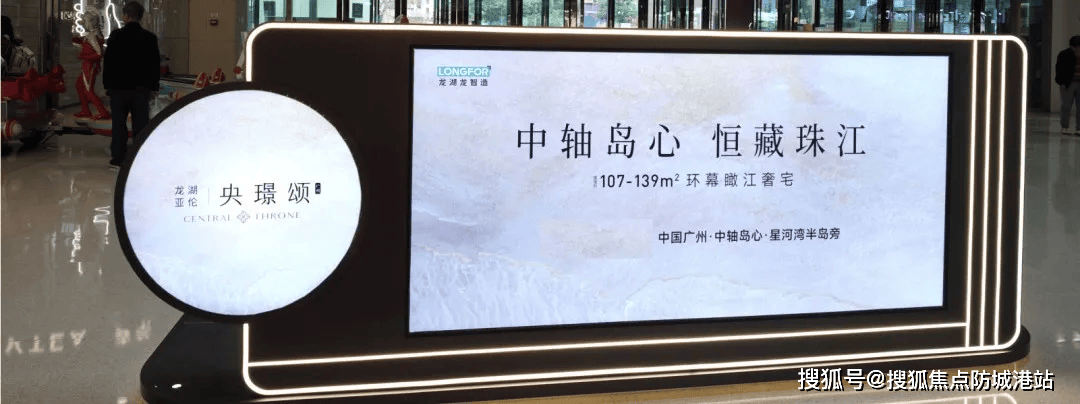 龙湖
亚伦
央璟颂
CENTRAL THRONE
LONGFOR
龙湖龙智造
中轴岛心 恒藏珠江
107-139m² 环幕瞰江奢宅
中国广州·中轴岛心·星河湾半岛旁
搜狐号@搜狐焦点防城港站